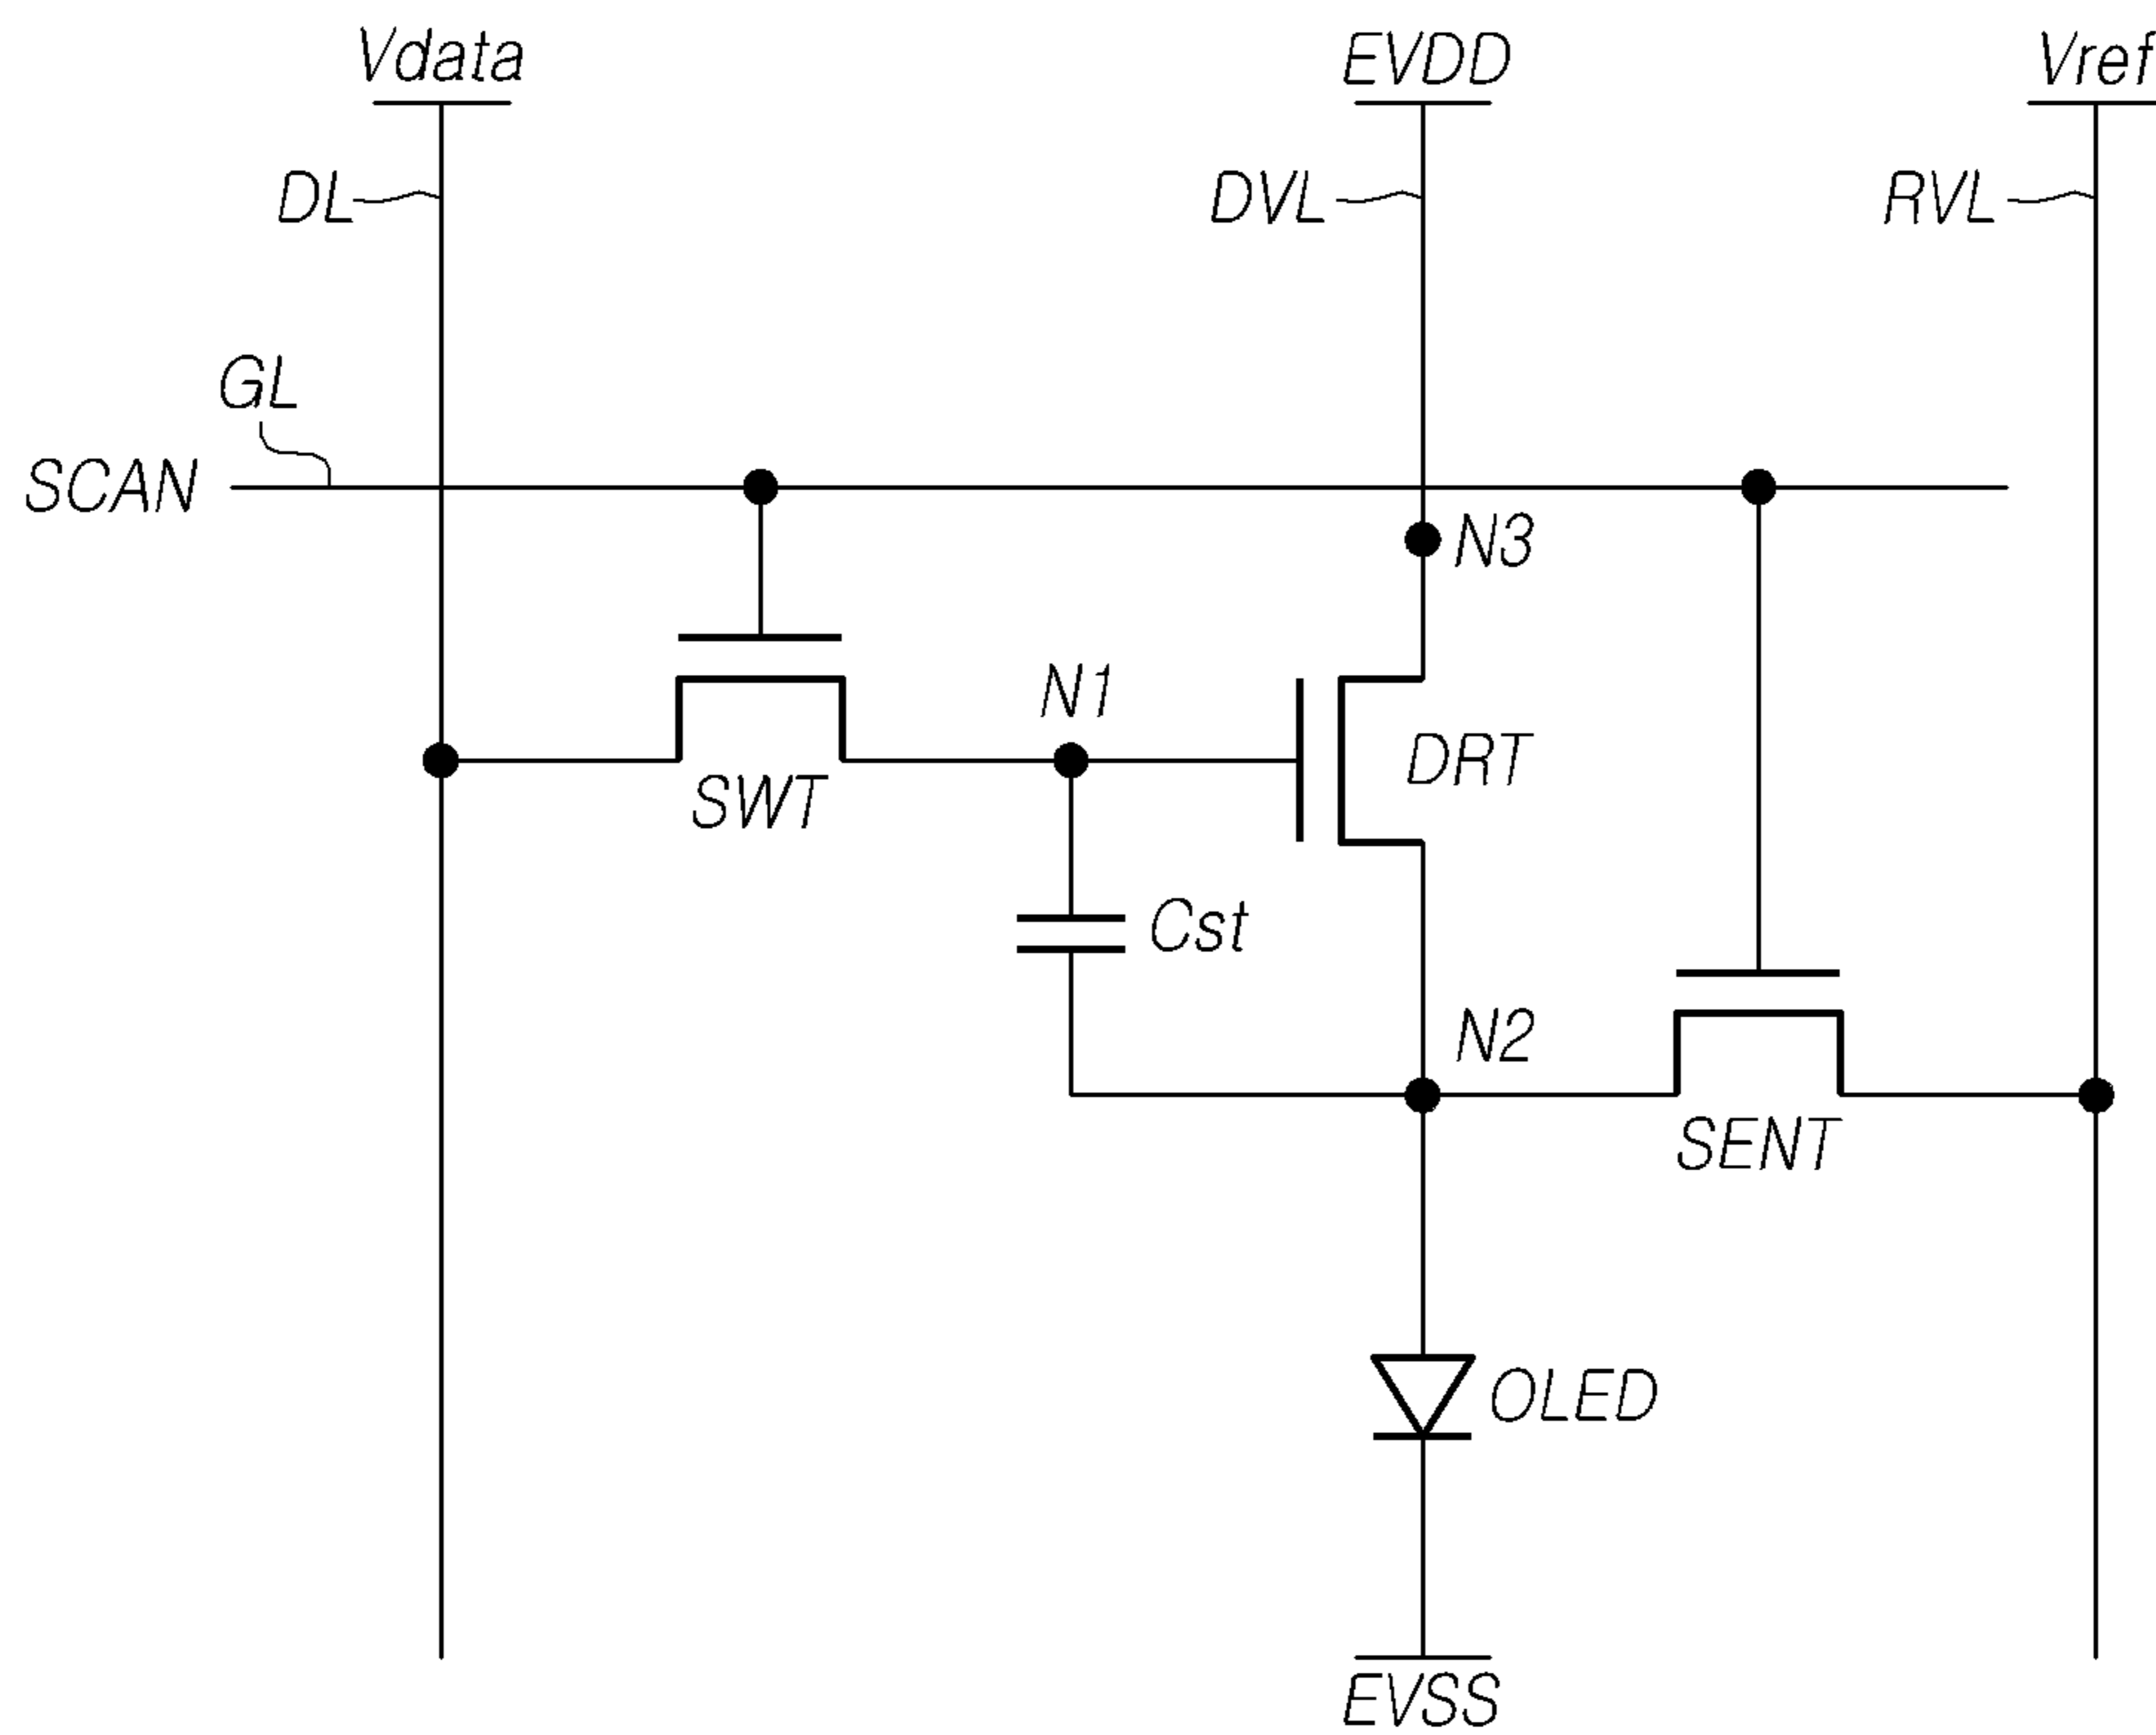 Vdata
EVDD
Vref
DL
DVL
RVL
GL
SCAN
N3
N1
DRT
SWT
Cst
N2
SENT
OLED
EVSS